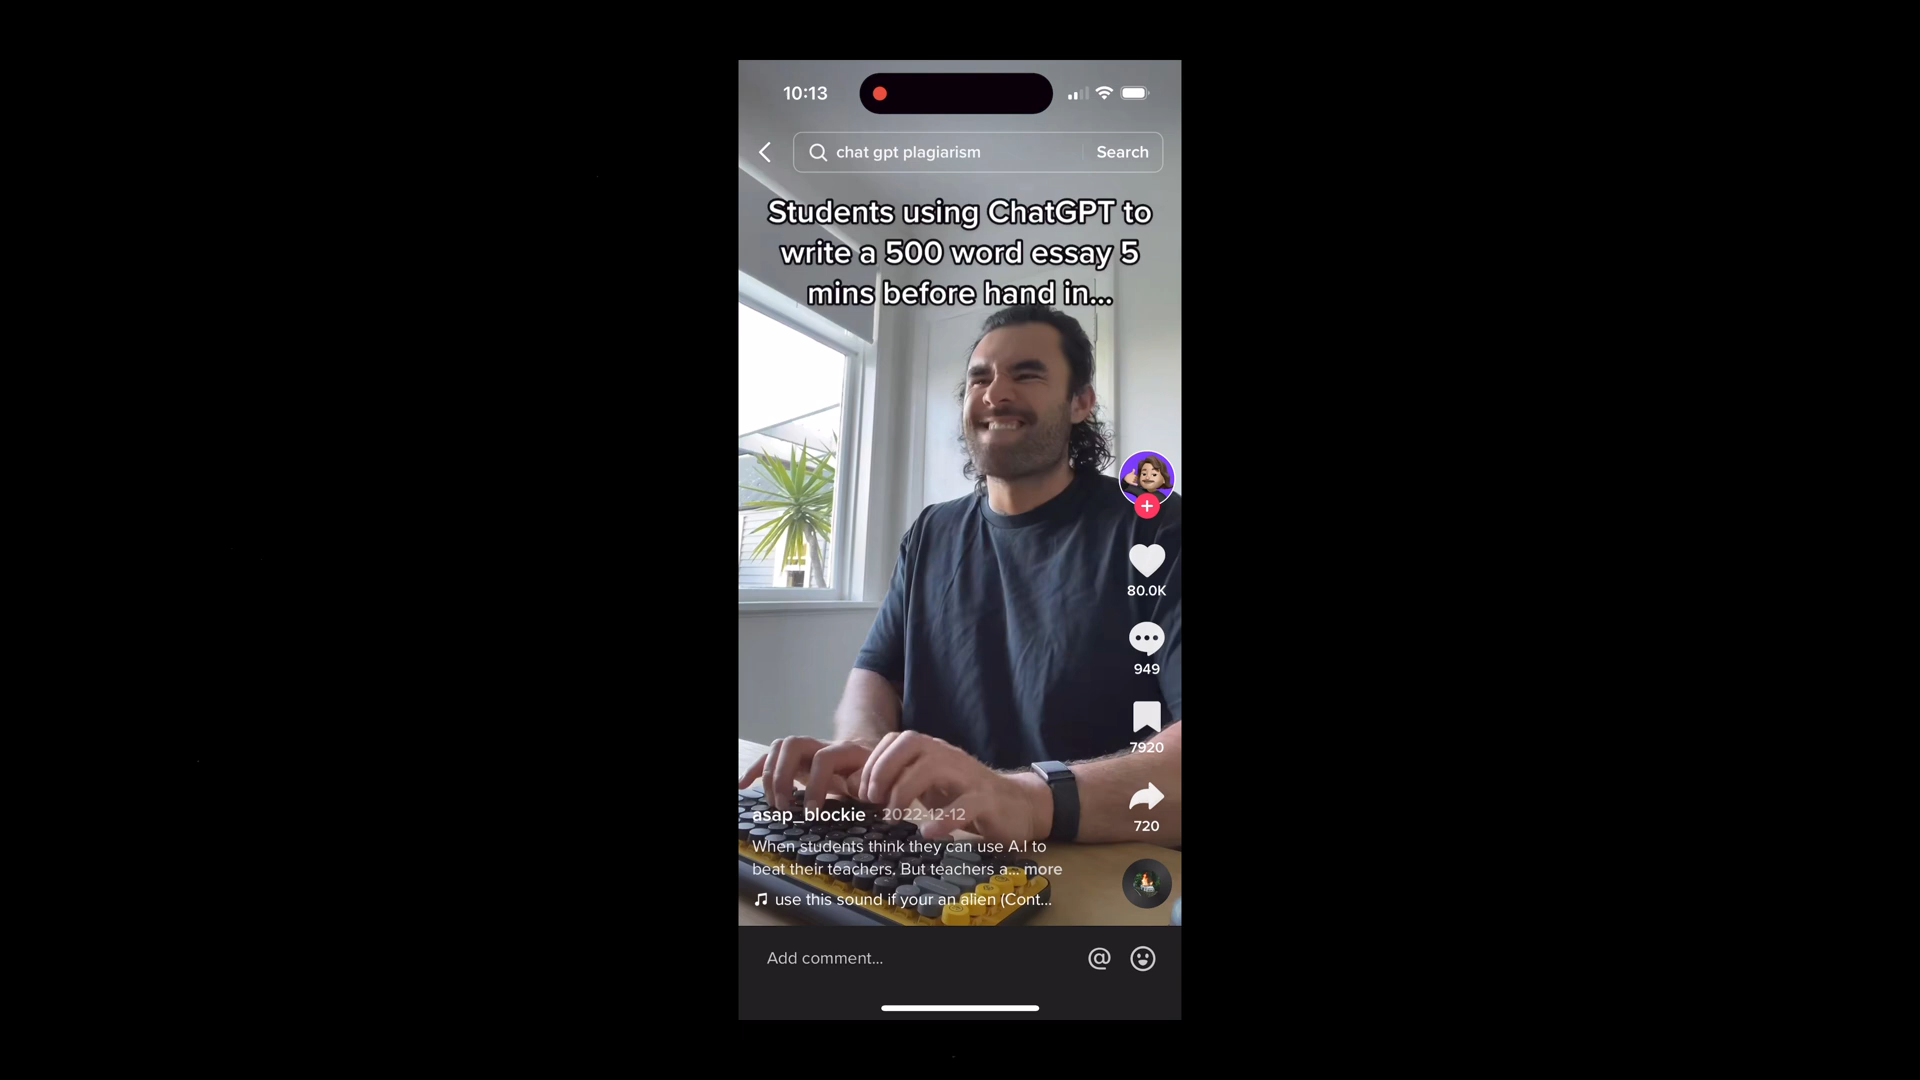 10:13
chat gpt plagiarism
Search
Students using ChatGPT to
write a 500 word essay 5
mins before hand in...
80.0K
949
7920
720
asap_blockie · 2022-12-12
When students think they can use A.I to
beat their teachers. But teachers a... more
use this sound if your an alien (Cont...
Add comment...